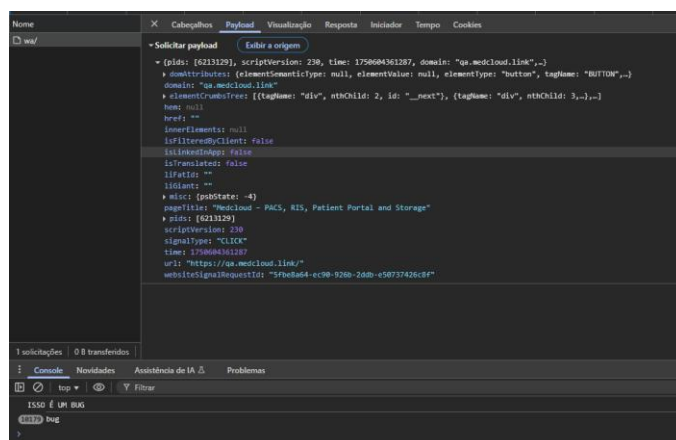 Nome
Cabeçalhos Payload Visualização Resposta Iniciador Tempo Cookies
wa/
Solicitar payload Exibir a origem
{pids: [6213129], scriptVersion: 230, time: 1750604361287, domain: "qa.medcloud.link",…}
domAttributes: {elementSemanticType: null, elementValue: null, elementType: "button", tagName: "BUTTON",…}
domain: "qa.medcloud.link"
elementCrumbsTree: [{tagName: "div", nthChild: 2, id: "__next"}, {tagName: "div", nthChild: 3,…},…]
hem: null
href: ""
innerElements: null
isFilteredByClient: false
isLinkedInApp: false
isTranslated: false
liFatId: ""
liGiant: ""
misc: {psbState: -4}
pageTitle: "Medcloud – PACS, RIS, Patient Portal and Storage"
pids: [6213129]
scriptVersion: 230
signalType: "CLICK"
time: 1750604361287
url: "https://qa.medcloud.link/"
websiteSignalRequestId: "5fbe8a64-ec90-926b-2ddb-e50737426c8f"
1 solicitações 0 B transferidos
Console Novidades Assistência de IA Problemas
top Filtrar
ISSO É UM BUG
10179 bug